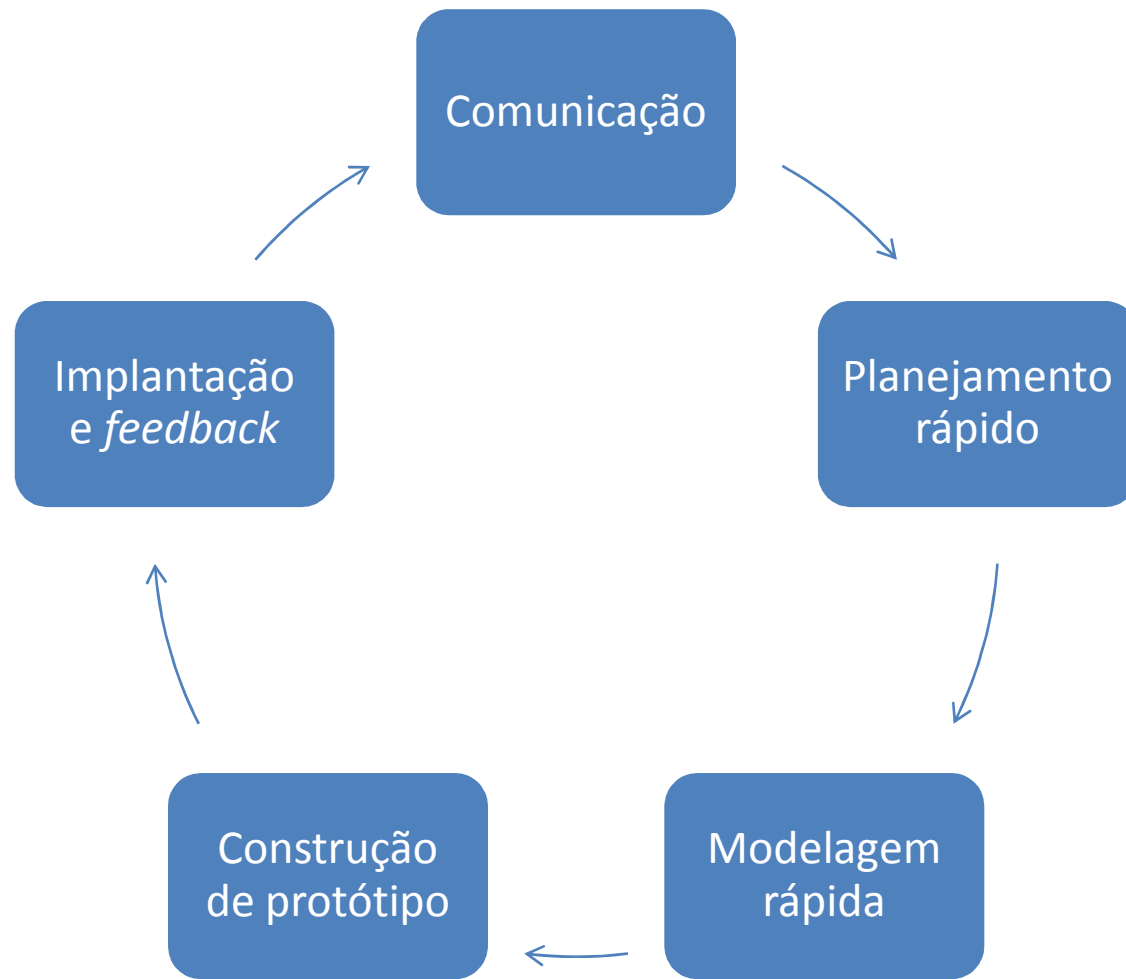 Comunicação
Planejamento
rápido
Modelagem
rápida
Construção
de protótipo
Implantação
e feedback